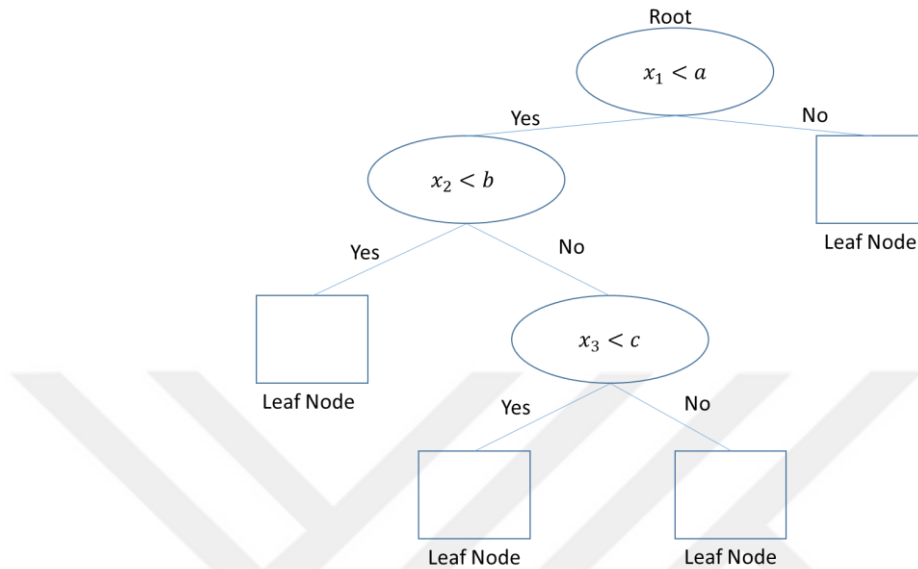 Root
x₁ < a
Yes
No
x₂ < b
Leaf Node
Yes
No
x₃ < c
Leaf Node
Yes
No
Leaf Node
Leaf Node